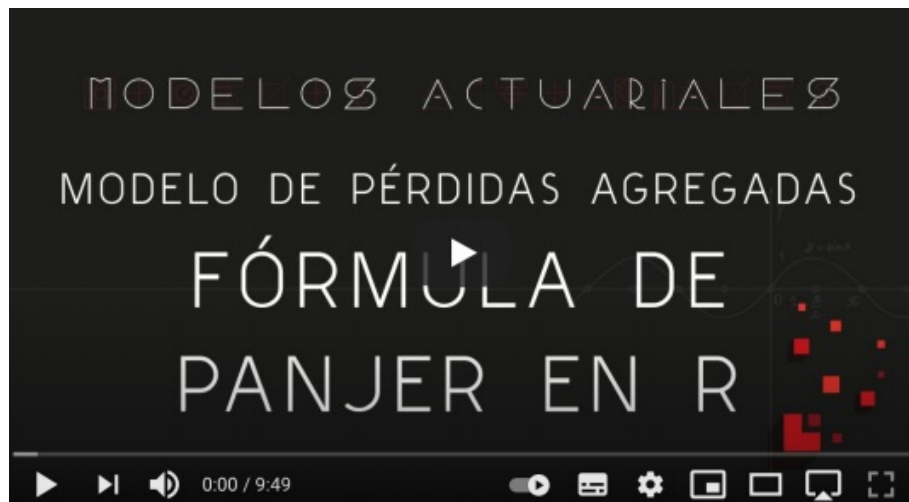 MODELOS ACTUARIALES
MODELO DE PÉRDIDAS AGREGADAS
FÓRMULA DE
PANJER EN R
0:00 / 9:49